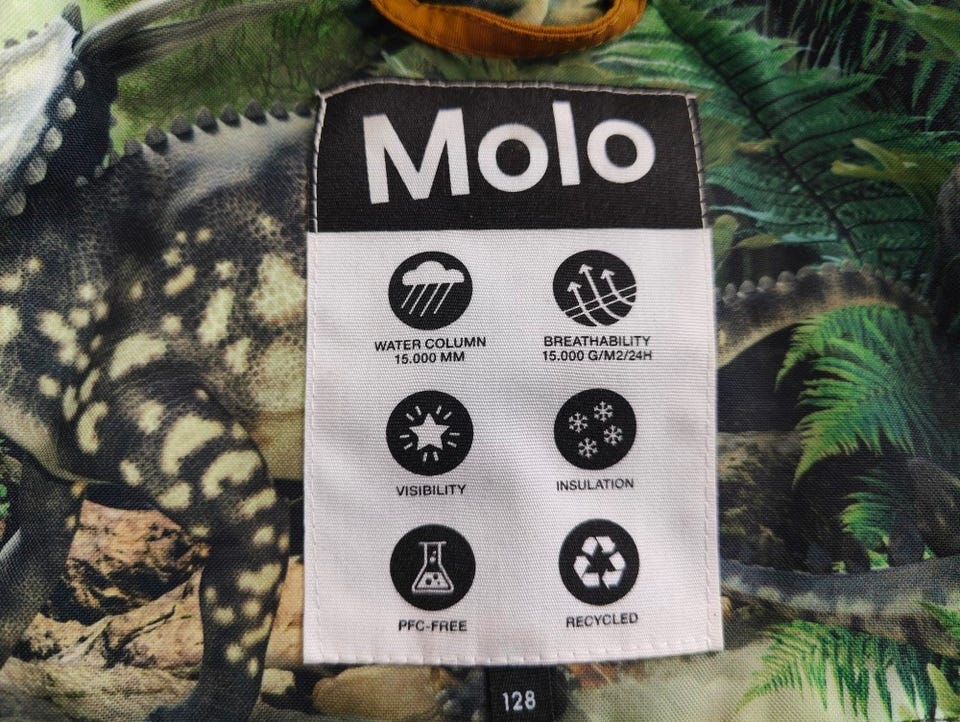 Molo
WATER COLUMN
15.000 MM
BREATHABILITY
15.000 G/M2/24H
VISIBILITY
INSULATION
PFC-FREE
RECYCLED
128